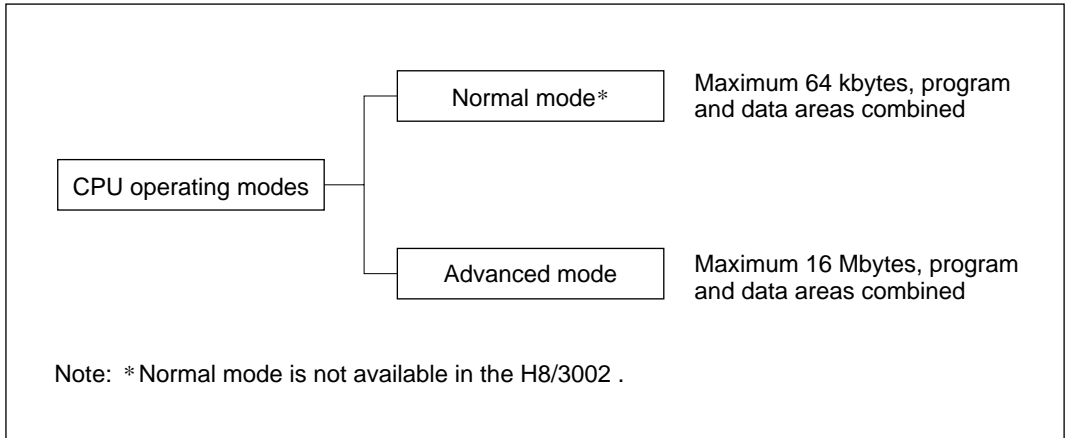 Normal mode*
Maximum 64 kbytes, program
and data areas combined
CPU operating modes
Advanced mode
Maximum 16 Mbytes, program
and data areas combined
Note: * Normal mode is not available in the H8/3002 .